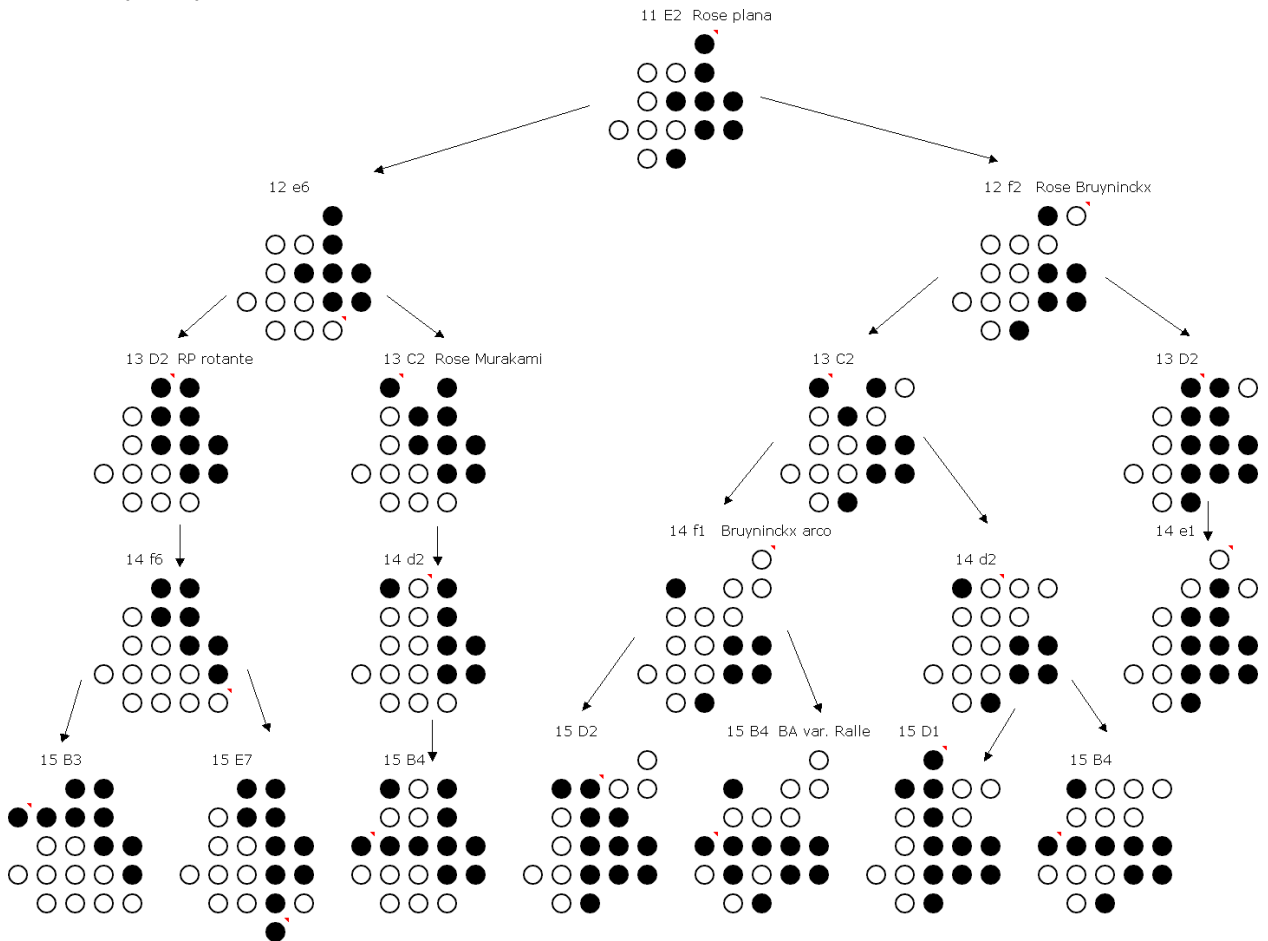 11 E2 Rose plana
12 e6
12 f2 Rose Bruyninckx
13 D2 RP rotante
13 C2 Rose Murakami
13 C2
13 D2
14 f6
14 d2
14 f1 Bruyninckx arco
14 d2
14 e1
15 B3
15 E7
15 B4
15 D2
15 B4 BA var. Ralle
15 D1
15 B4